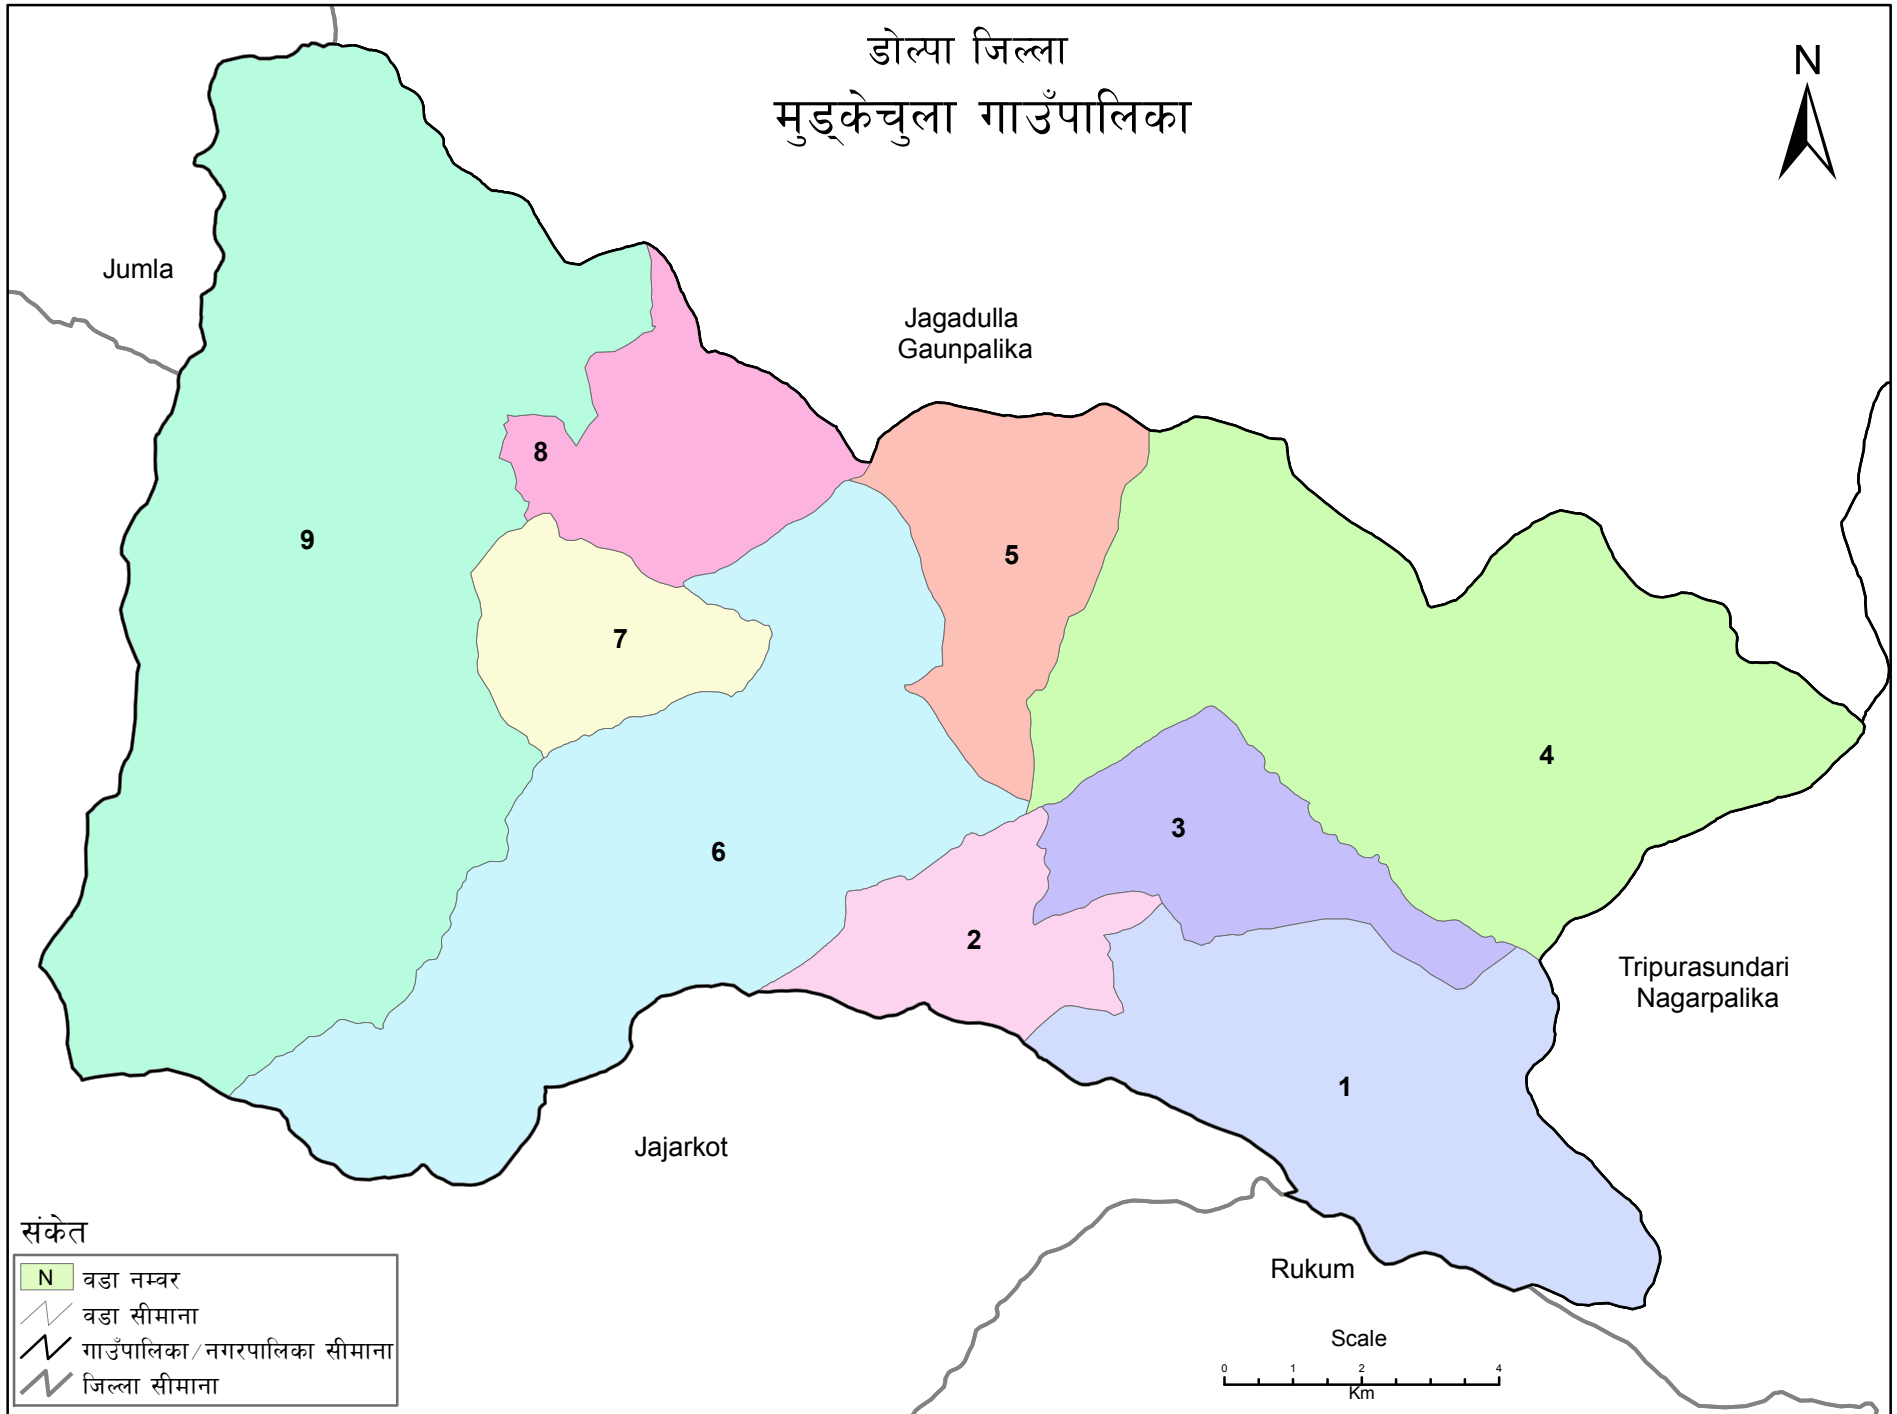 डोल्पा जिल्ला
मुड्केचुला गाउँपालिका
N
Jumla
Jagadulla
Gaunpalika
8
9
5
7
4
3
6
2
Tripurasundari
Nagarpalika
1
Jajarkot
Rukum
संकेत
N वडा नम्वर
वडा सीमाना
गाउँपालिका/नगरपालिका सीमाना
जिल्ला सीमाना
Scale
0 1 2 4
Km